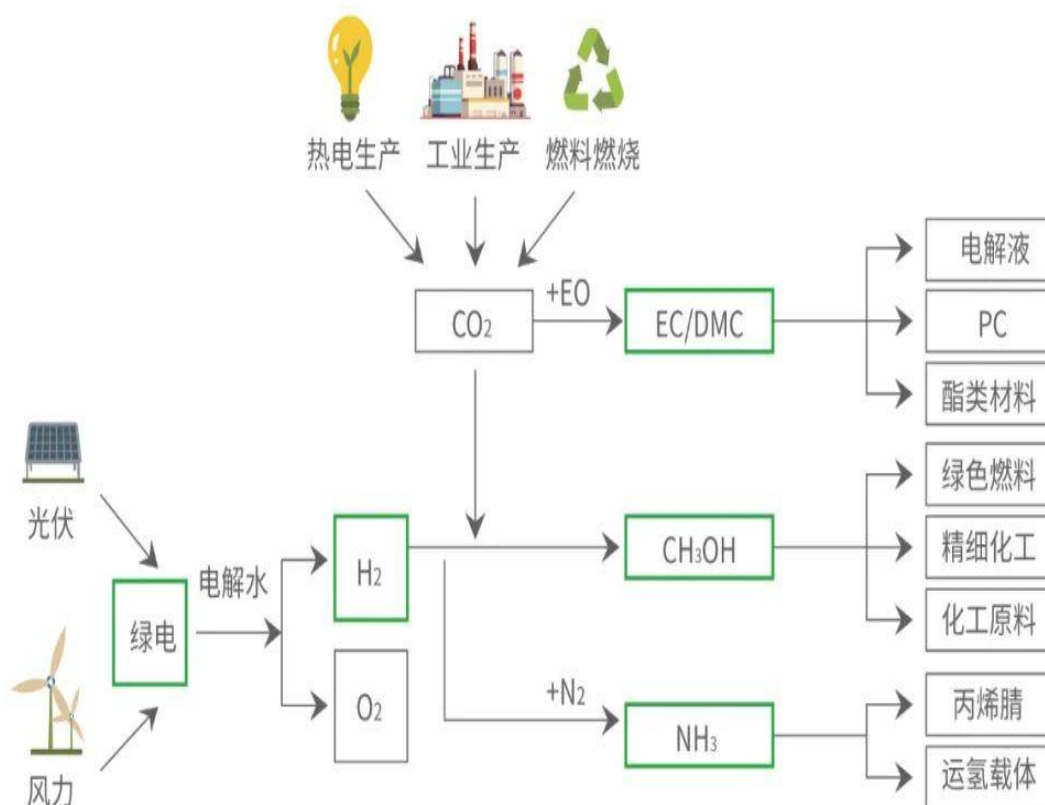 热电生产 工业生产 燃料燃烧
电解液
+EO
CO₂ EC/DMC PC
酯类材料
光伏 绿色燃料
H₂ CH₃OH 精细化工
电解水
绿电 化工原料
+N₂
O₂ 丙烯腈
NH₃
风力 运氢载体